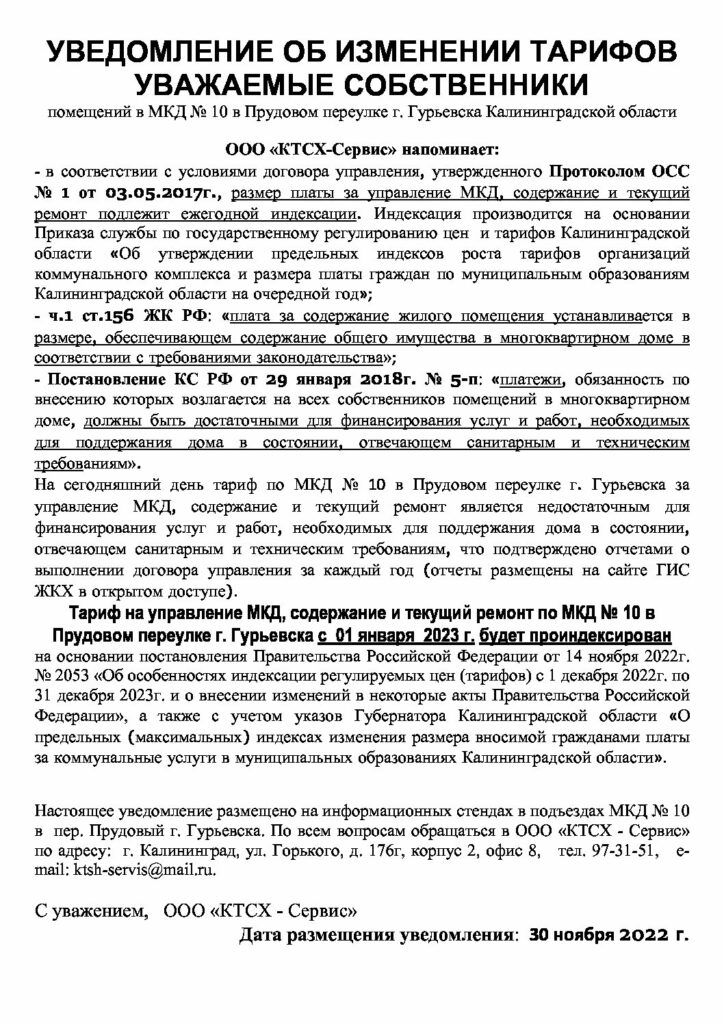 УВЕДОМЛЕНИЕ ОБ ИЗМЕНЕНИИ ТАРИФОВ
УВАЖАЕМЫЕ СОБСТВЕННИКИ
помещений в МКД № 10 в Прудовом переулке г. Гурьевска Калининградской области
ООО «КТСХ-Сервис» напоминает:
- в соответствии с условиями договора управления, утвержденного Протоколом ОСС
№ 1 от 03.05.2017г., размер платы за управление МКД, содержание и текущий
ремонт подлежит ежегодной индексации. Индексация производится на основании
Приказа службы по государственному регулированию цен и тарифов Калининградской
области «Об утверждении предельных индексов роста тарифов организаций
коммунального комплекса и размера платы граждан по муниципальным образованиям
Калининградской области на очередной год»;
- ч.1 ст.156 ЖК РФ: «плата за содержание жилого помещения устанавливается в
размере, обеспечивающем содержание общего имущества в многоквартирном доме в
соответствии с требованиями законодательства»;
- Постановление КС РФ от 29 января 2018г. № 5-п: «платежи, обязанность по
внесению которых возлагается на всех собственников помещений в многоквартирном
доме, должны быть достаточными для финансирования услуг и работ, необходимых
для поддержания дома в состоянии, отвечающем санитарным и техническим
требованиям».
На сегодняшний день тариф по МКД № 10 в Прудовом переулке г. Гурьевска за
управление МКД, содержание и текущий ремонт является недостаточным для
финансирования услуг и работ, необходимых для поддержания дома в состоянии,
отвечающем санитарным и техническим требованиям, что подтверждено отчетами о
выполнении договора управления за каждый год (отчеты размещены на сайте ГИС
ЖКХ в открытом доступе).
Тариф на управление МКД, содержание и текущий ремонт по МКД № 10 в
Прудовом переулке г. Гурьевска с 01 января 2023 г. будет проиндексирован
на основании постановления Правительства Российской Федерации от 14 ноября 2022г.
№ 2053 «Об особенностях индексации регулируемых цен (тарифов) с 1 декабря 2022г. по
31 декабря 2023г. и о внесении изменений в некоторые акты Правительства Российской
Федерации», а также с учетом указов Губернатора Калининградской области «О
предельных (максимальных) индексах изменения размера вносимой гражданами платы
за коммунальные услуги в муниципальных образованиях Калининградской области».
Настоящее уведомление размещено на информационных стендах в подъездах МКД № 10
в пер. Прудовый г. Гурьевска. По всем вопросам обращаться в ООО «КТСХ - Сервис»
по адресу: г. Калининград, ул. Горького, д. 176г, корпус 2, офис 8, тел. 97-31-51, e-
mail: ktsh-servis@mail.ru.
С уважением, ООО «КТСХ - Сервис»
Дата размещения уведомления: 30 ноября 2022 г.